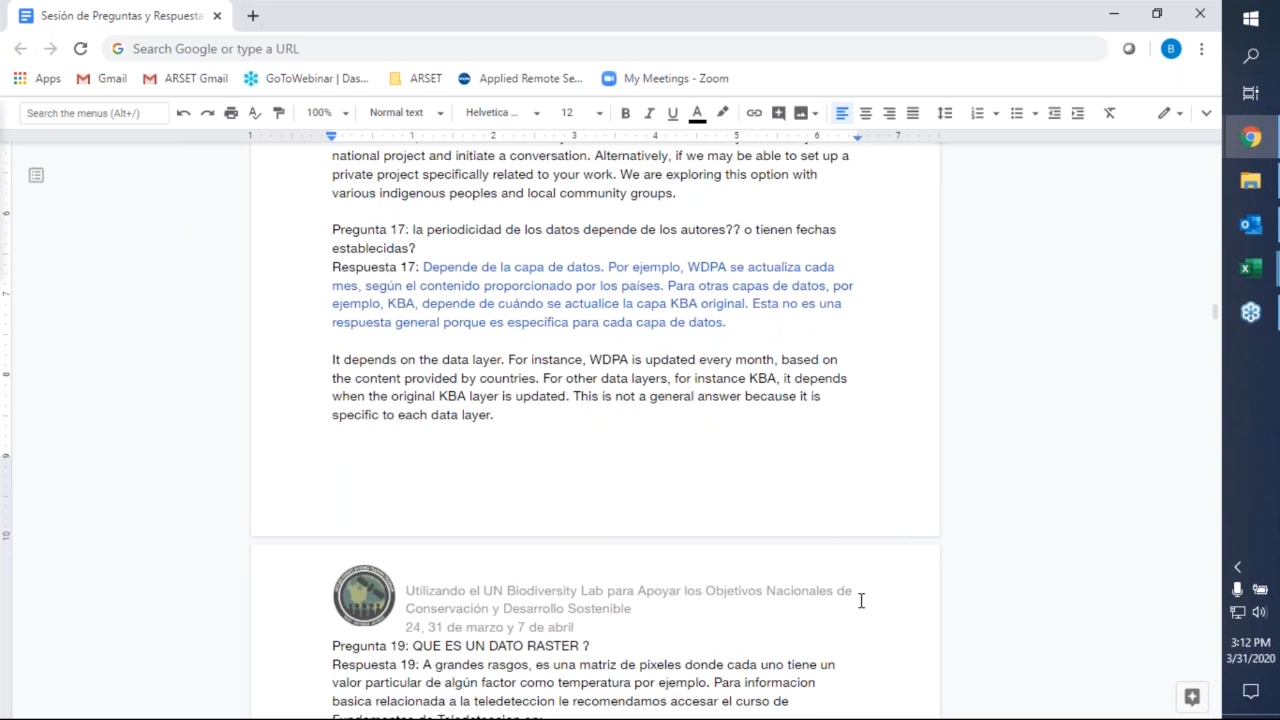 Sesión de Preguntas y Respuesta
Search Google or type a URL
B
Apps
Gmail
ARSET Gmail
GoToWebinar | Das...
ARSET
Applied Remote Se...
My Meetings - Zoom
Search the menus (Alt+/)
100%
Normal text
Helvetica ...
12
B I U A
1 1 2 3 4 5 6 7
national project and initiate a conversation. Alternatively, if we may be able to set up a
private project specifically related to your work. We are exploring this option with
various indigenous peoples and local community groups.
Pregunta 17: la periodicidad de los datos depende de los autores?? o tienen fechas
establecidas?
Respuesta 17: Depende de la capa de datos. Por ejemplo, WDPA se actualiza cada
mes, según el contenido proporcionado por los países. Para otras capas de datos, por
ejemplo, KBA, depende de cuándo se actualice la capa KBA original. Esta no es una
respuesta general porque es específica para cada capa de datos.
It depends on the data layer. For instance, WDPA is updated every month, based on
the content provided by countries. For other data layers, for instance KBA, it depends
when the original KBA layer is updated. This is not a general answer because it is
specific to each data layer.
Utilizando el UN Biodiversity Lab para Apoyar los Objetivos Nacionales de
Conservación y Desarrollo Sostenible
24, 31 de marzo y 7 de abril
Pregunta 19: QUE ES UN DATO RASTER ?
Respuesta 19: A grandes rasgos, es una matriz de pixeles donde cada uno tiene un
valor particular de algún factor como temperatura por ejemplo. Para informacion
basica relacionada a la teledeteccion le recomendamos accesar el curso de
Fundamentos de Teledeteccion en:
3:12 PM
3/31/2020